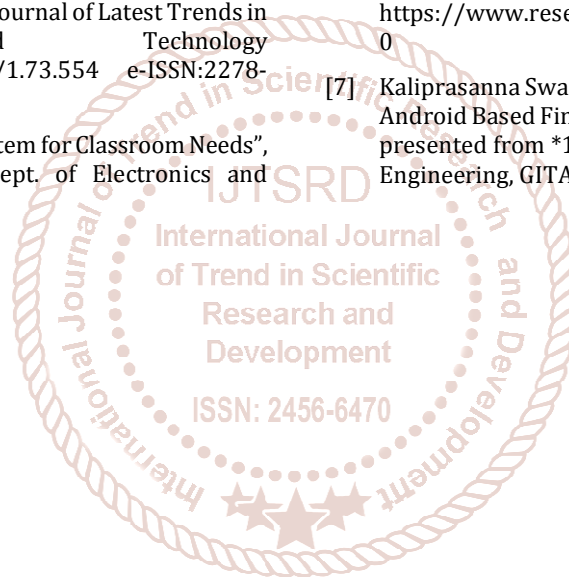 ournal of Latest Trends in
Technology
/1.73.554 e-ISSN:2278-
tem for Classroom Needs",
ept. of Electronics and
https://www.rese
0
[7] Kaliprasanna Swa
Android Based Fin
presented from *1
Engineering, GITA
International Journal of Trend in Scientific Research and Development
IJTSRD
International Journal
of Trend in Scientific
Research and
Development
ISSN: 2456-6470